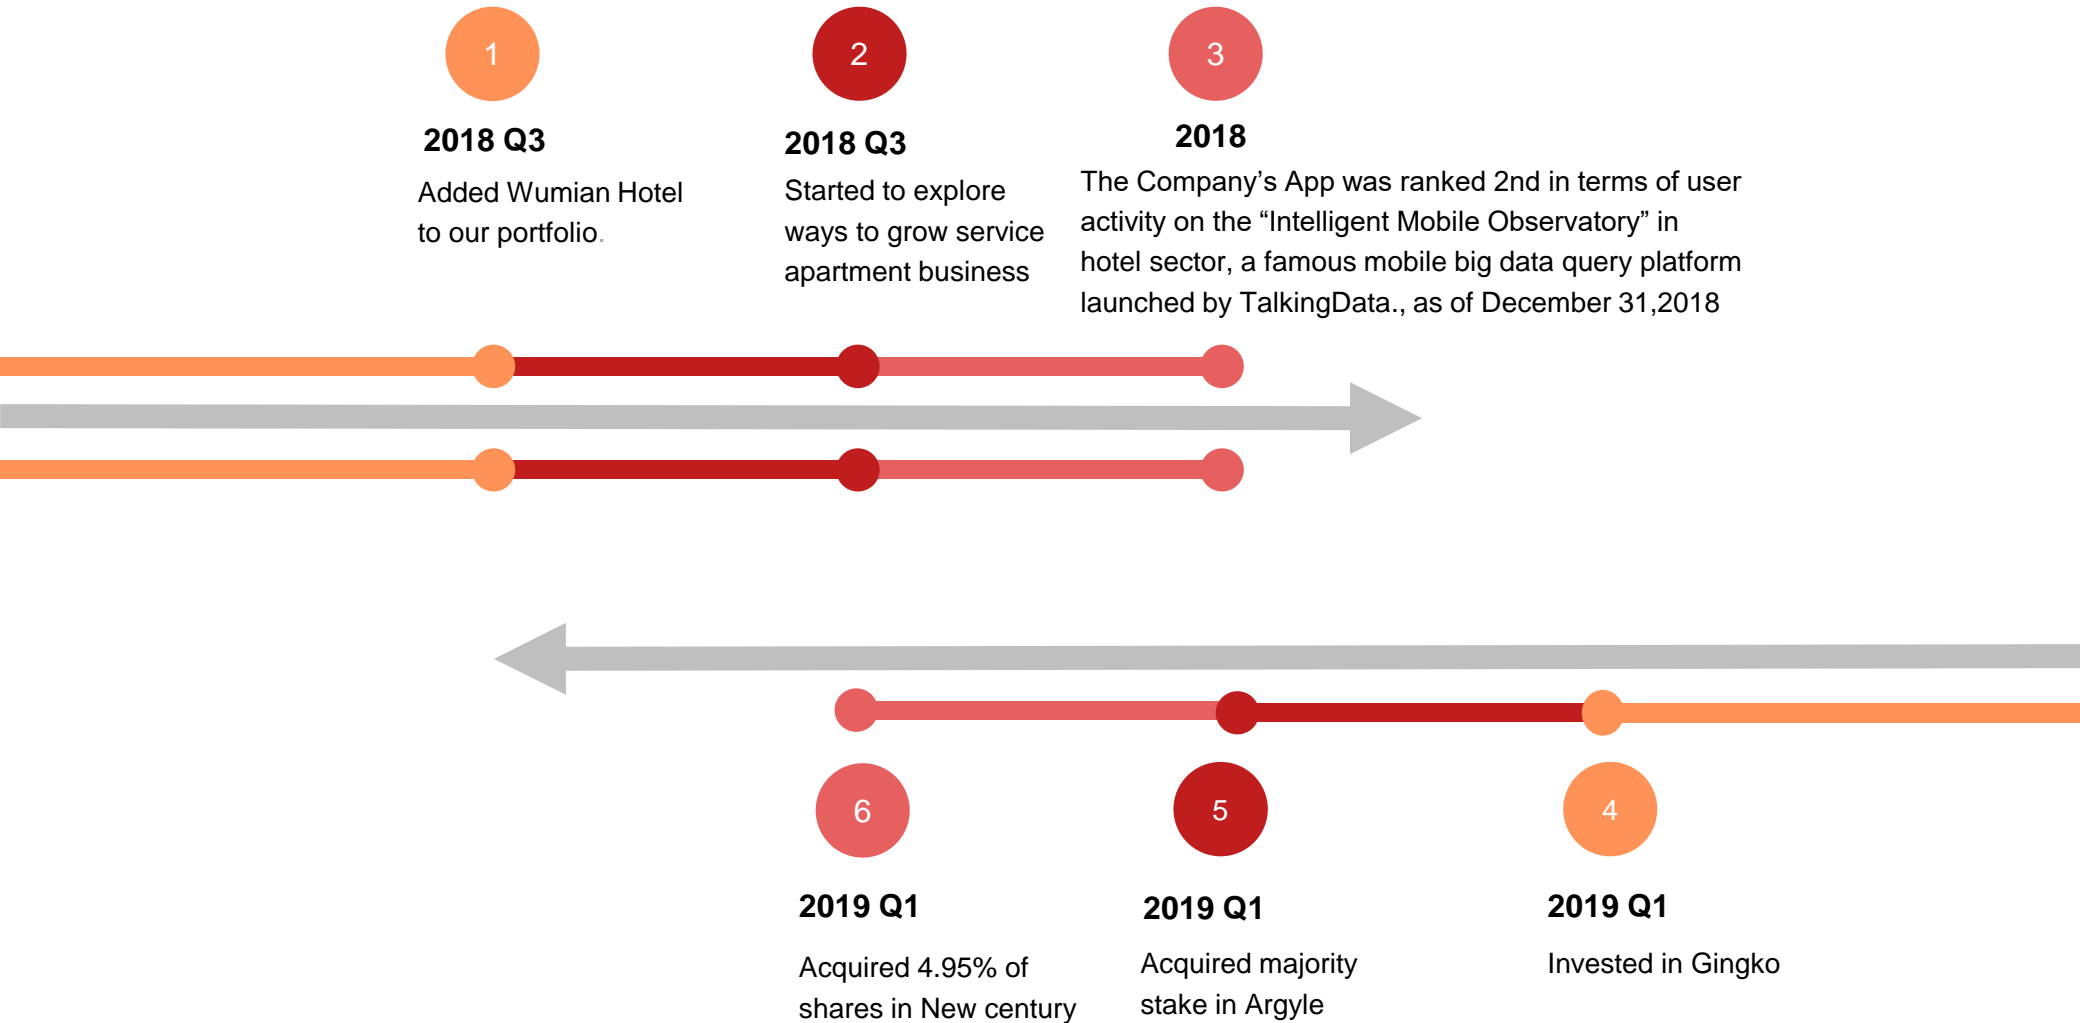 1
2018 Q3
Added Wumian Hotel
to our portfolio.
2
2018 Q3
Started to explore
ways to grow service
apartment business
3
2018
The Company’s App was ranked 2nd in terms of user
activity on the “Intelligent Mobile Observatory” in
hotel sector, a famous mobile big data query platform
launched by TalkingData., as of December 31,2018
6
2019 Q1
Acquired 4.95% of
shares in New century
5
2019 Q1
Acquired majority
stake in Argyle
4
2019 Q1
Invested in Gingko